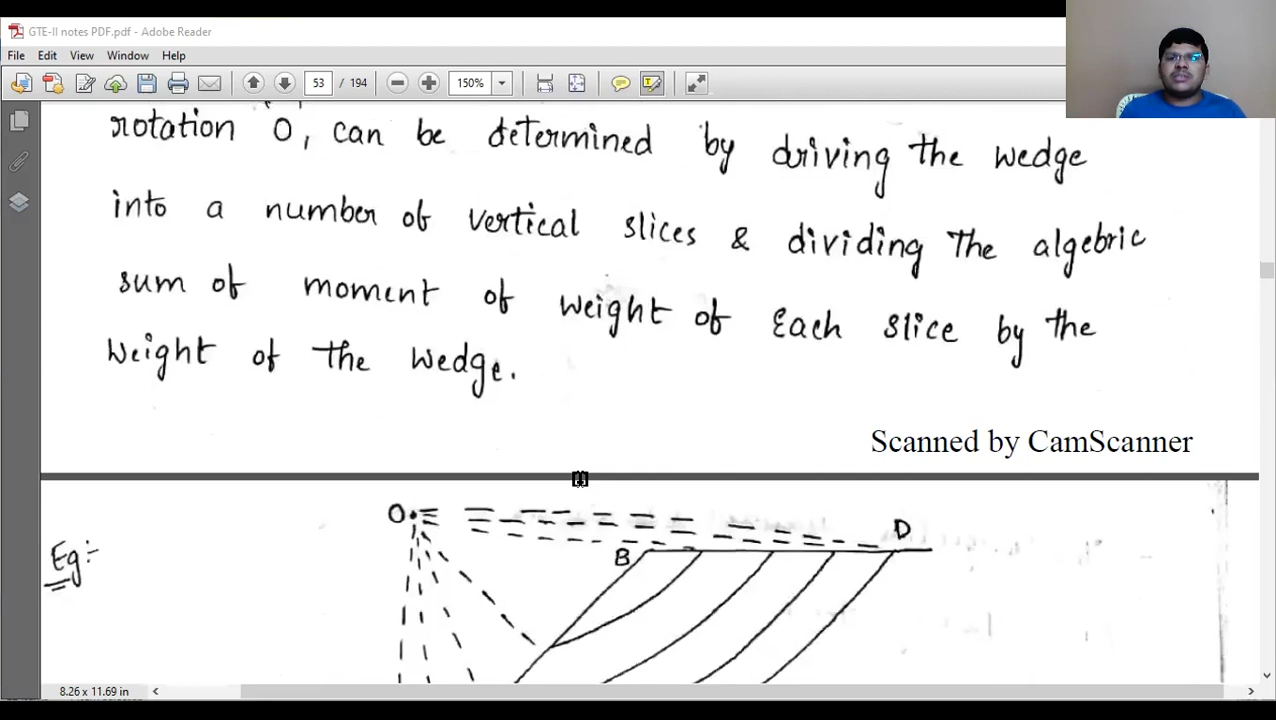 GTE-II notes PDF.pdf - Adobe Reader
File Edit View Window Help
53 / 194 150%
rotation "O", can be determined by driving the wedge
into a number of vertical slices & dividing the algebric
sum of moment of weight of Each slice by the
weight of the wedge.
Scanned by CamScanner
Eg:-
O
B
D
8.26 x 11.69 in